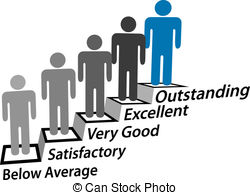 Outstanding
Excellent
Very Good
Satisfactory
Below Average
© Can Stock Photo